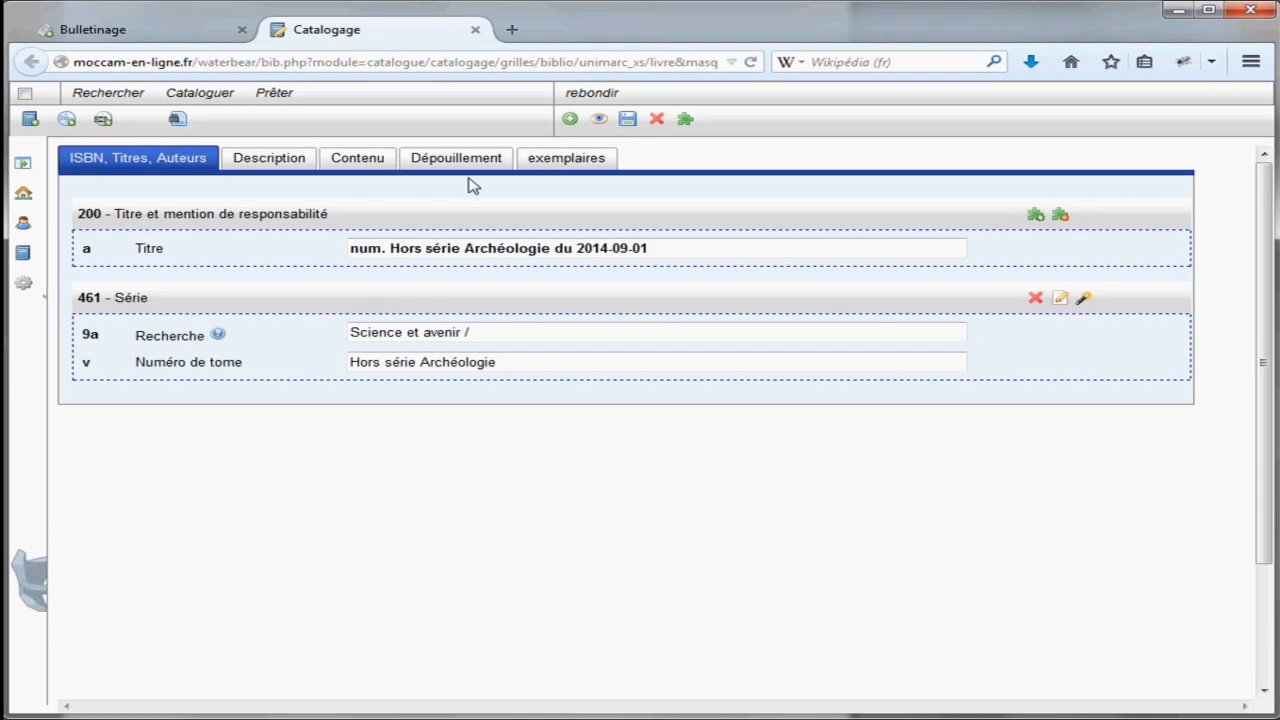 Bulletinage
Catalogage
moccam-en-ligne.fr/waterbear/bib.php?module=catalogue/catalogage/grilles/biblio/unimarc_xs/livre&masq
W Wikipédia (fr)
Rechercher Cataloguer Prêter rebondir
ISBN, Titres, Auteurs Description Contenu Dépouillement exemplaires
200 - Titre et mention de responsabilité
a Titre num. Hors série Archéologie du 2014-09-01
461 - Série
9a Recherche Science et avenir /
v Numéro de tome Hors série Archéologie